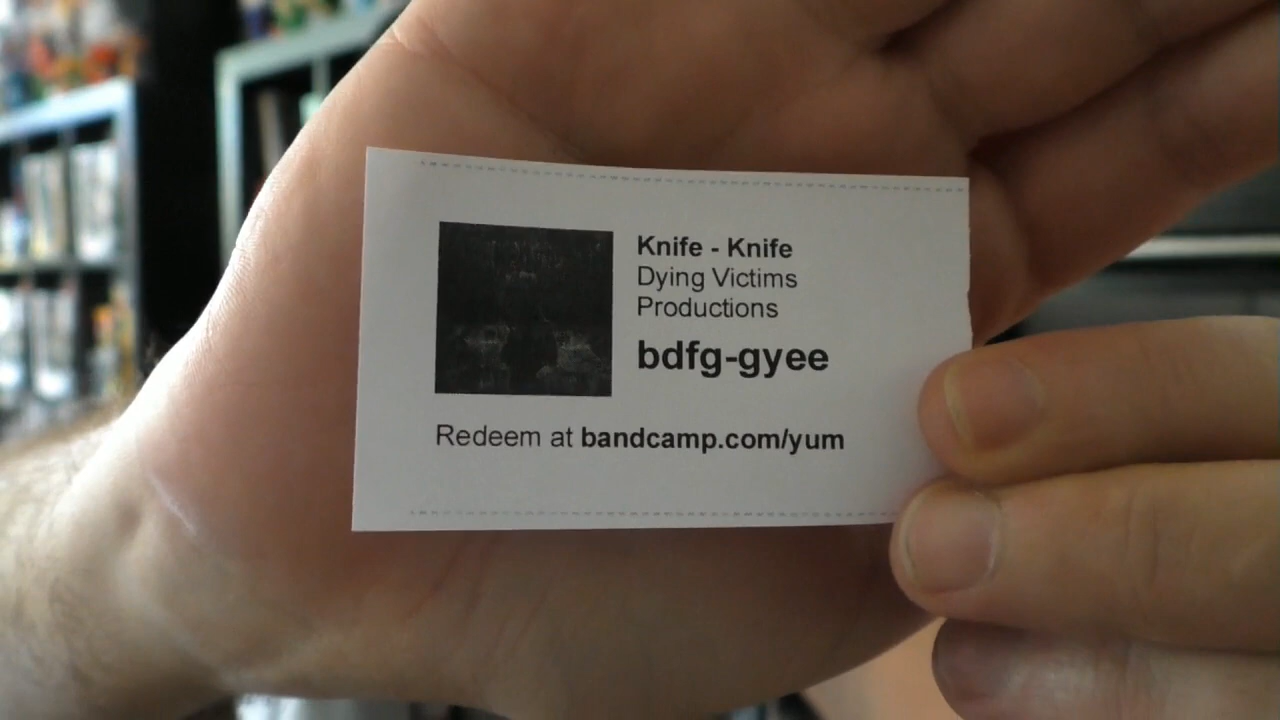 Knife - Knife
Dying Victims
Productions
bdfg-gyee
Redeem at bandcamp.com/yum